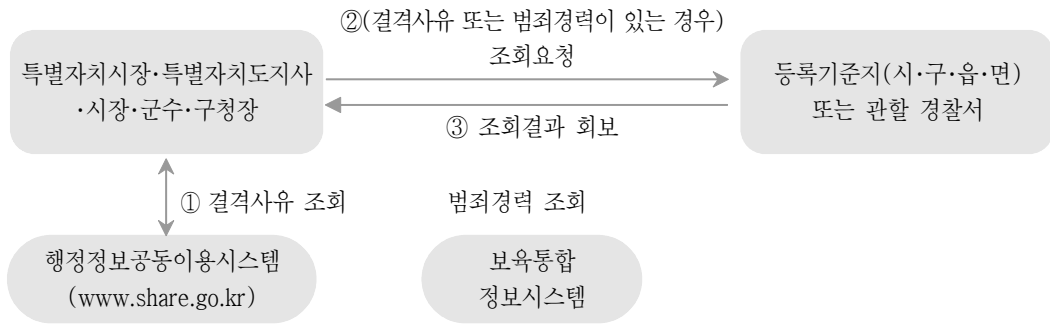 ②(결격사유 또는 범죄경력이 있는 경우)
조회요청
특별자치시장·특별자치도지사
·시장·군수·구청장
등록기준지(시·구·읍·면)
또는 관할 경찰서
③ 조회결과 회보
① 결격사유 조회
범죄경력 조회
행정정보공동이용시스템
(www.share.go.kr)
보육통합
정보시스템